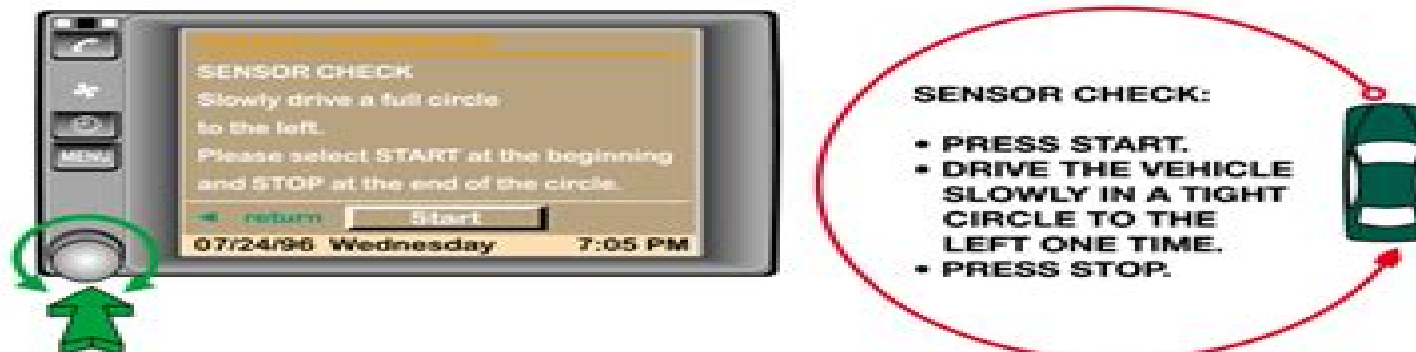 MENU
SENSOR CHECK
Slowly drive a full circle
to the left.
Please select START at the beginning
and STOP at the end of the circle.
return Start
07/24/96 Wednesday 7:05 PM
SENSOR CHECK:
• PRESS START.
• DRIVE THE VEHICLE
SLOWLY IN A TIGHT
CIRCLE TO THE
LEFT ONE TIME.
• PRESS STOP.